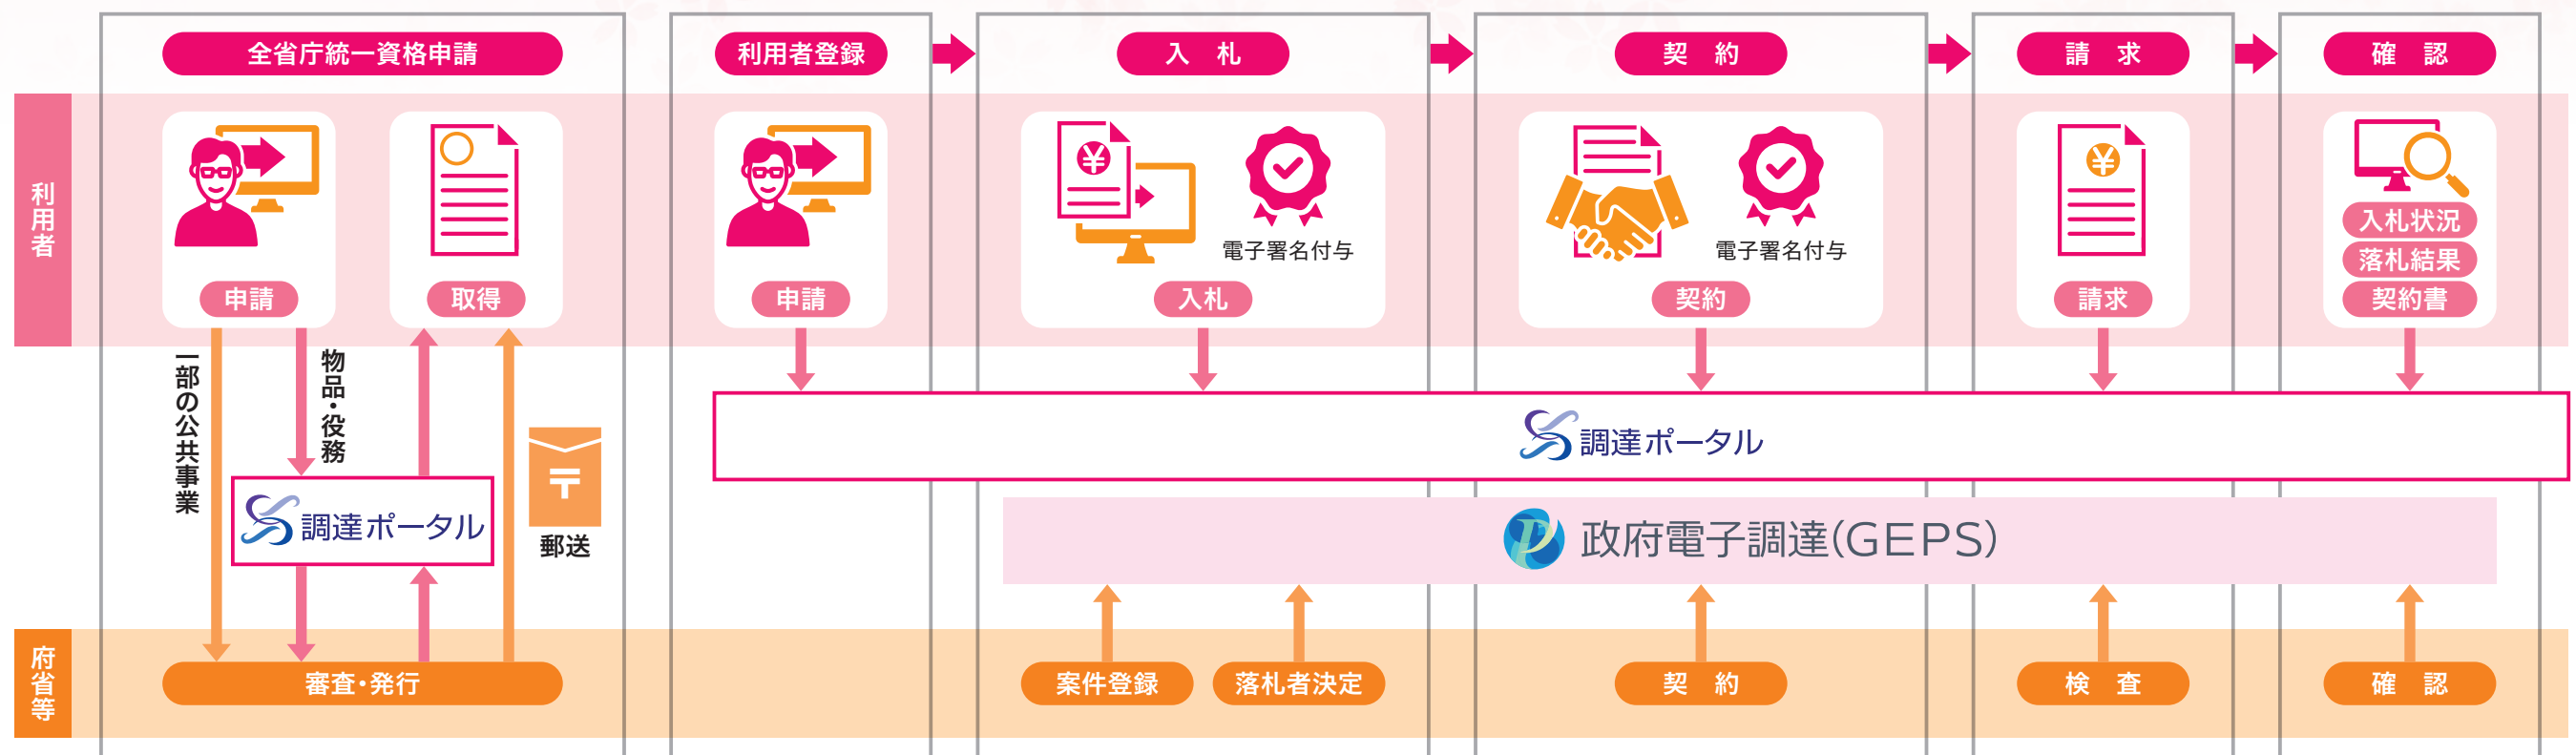 全省庁統一資格申請
利用者登録
入 札
契 約
請 求
確 認
利用者
電子署名付与
電子署名付与
入札状況
落札結果
契約書
申請
取得
申請
入札
契約
請求
一部の公共事業
物品・役務
調達ポータル
調達ポータル
〒
郵送
政府電子調達(GEPS)
府省等
審査・発行
案件登録
落札者決定
契 約
検 査
確 認